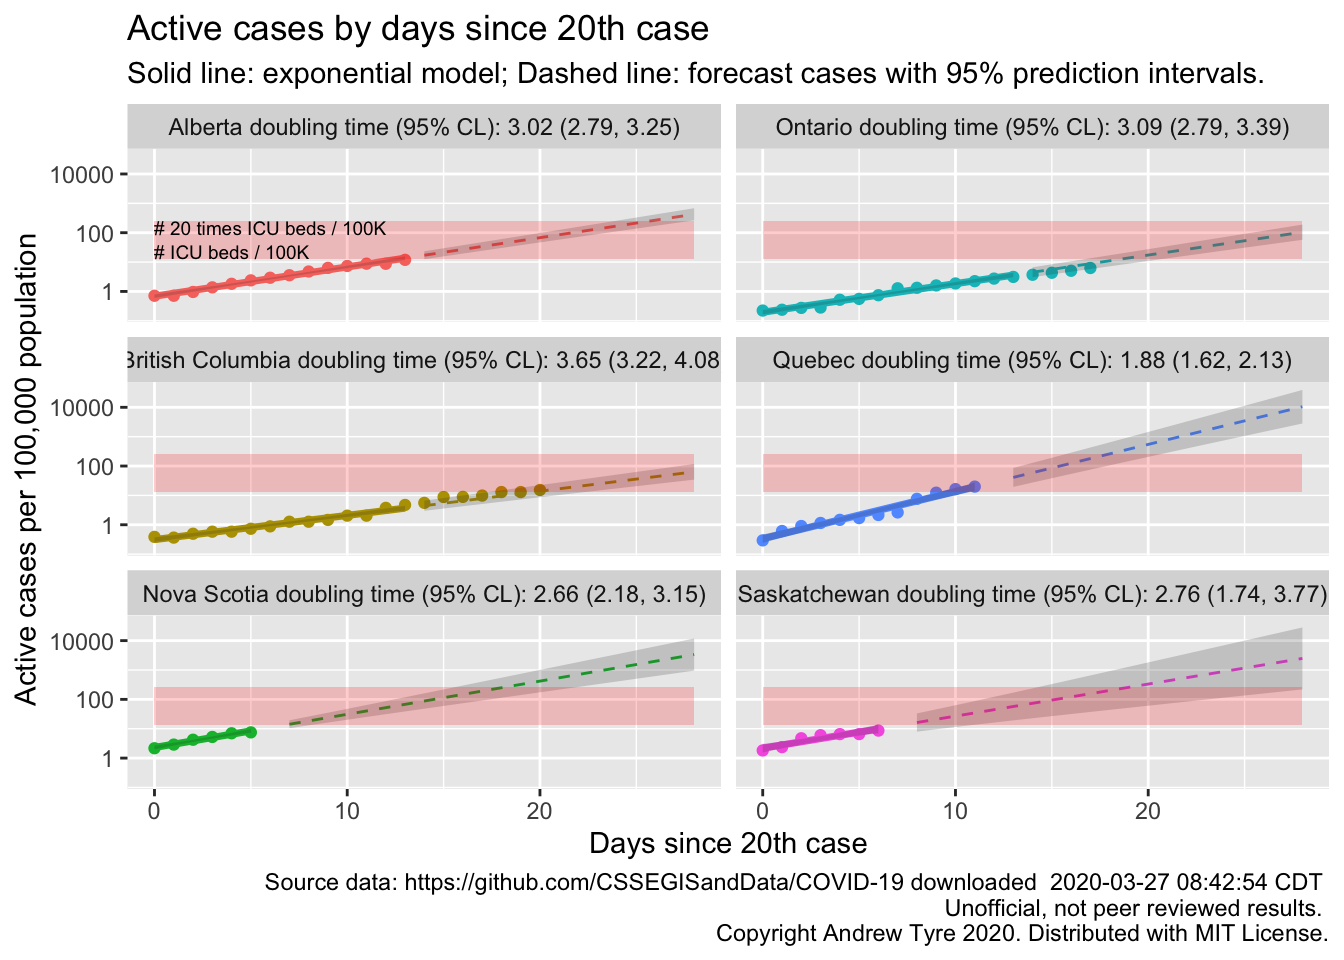 Active cases by days since 20th case
Solid line: exponential model; Dashed line: forecast cases with 95% prediction intervals.
Active cases per 100,000 population
Alberta doubling time (95% CL): 3.02 (2.79, 3.25)
Ontario doubling time (95% CL): 3.09 (2.79, 3.39)
10000
100
1
# 20 times ICU beds / 100K
# ICU beds / 100K
British Columbia doubling time (95% CL): 3.65 (3.22, 4.08
Quebec doubling time (95% CL): 1.88 (1.62, 2.13)
10000
100
1
Nova Scotia doubling time (95% CL): 2.66 (2.18, 3.15)
Saskatchewan doubling time (95% CL): 2.76 (1.74, 3.77)
10000
100
1
0 10 20
0 10 20
Days since 20th case
Source data: https://github.com/CSSEGISandData/COVID-19 downloaded  2020-03-27 08:42:54 CDT
Unofficial, not peer reviewed results.
Copyright Andrew Tyre 2020. Distributed with MIT License.